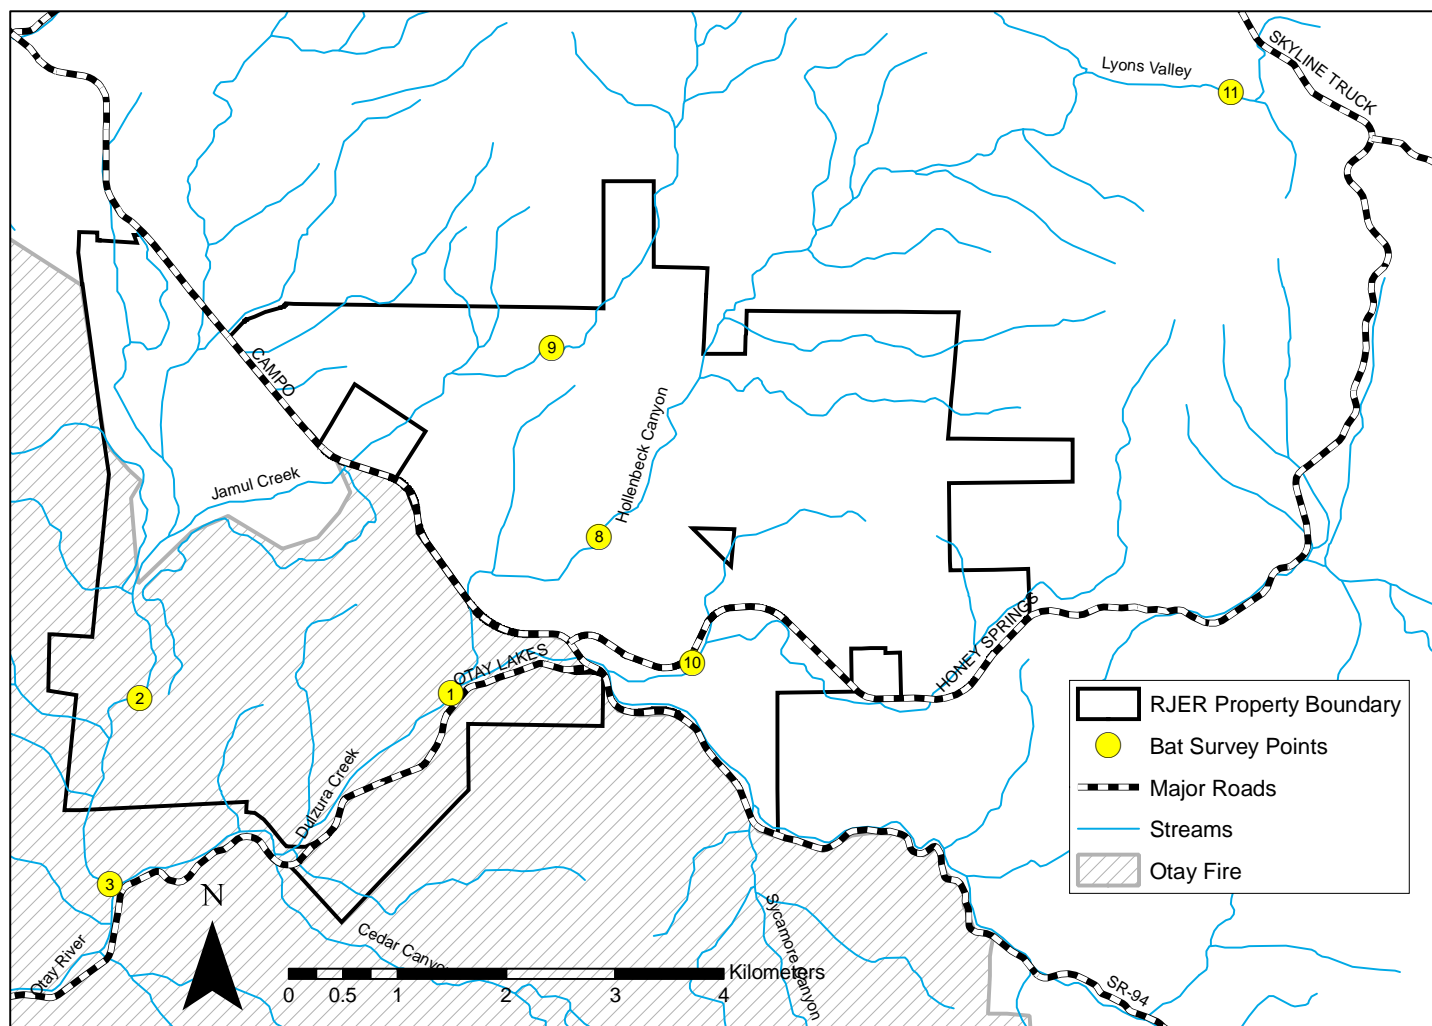 Lyons Valley
11
SKYLINE TRUCK
9
CAMPO
Hollenbeck Canyon
Jamul Creek
8
HONEY SPRINGS
OTAY LAKES
10
1
2
Dulzura Creek
3
N
Otay River
Cedar Canyon
Sycamore Canyon
SR-94
Kilometers
0 0.5 1 2 3 4
RJER Property Boundary
Bat Survey Points
Major Roads
Streams
Otay Fire